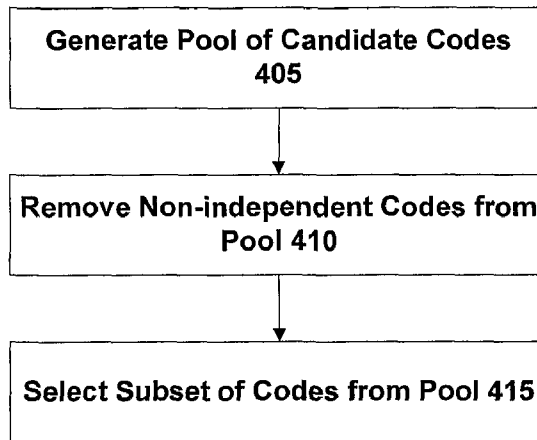 Generate Pool of Candidate Codes
405
Remove Non-independent Codes from
Pool 410
Select Subset of Codes from Pool 415